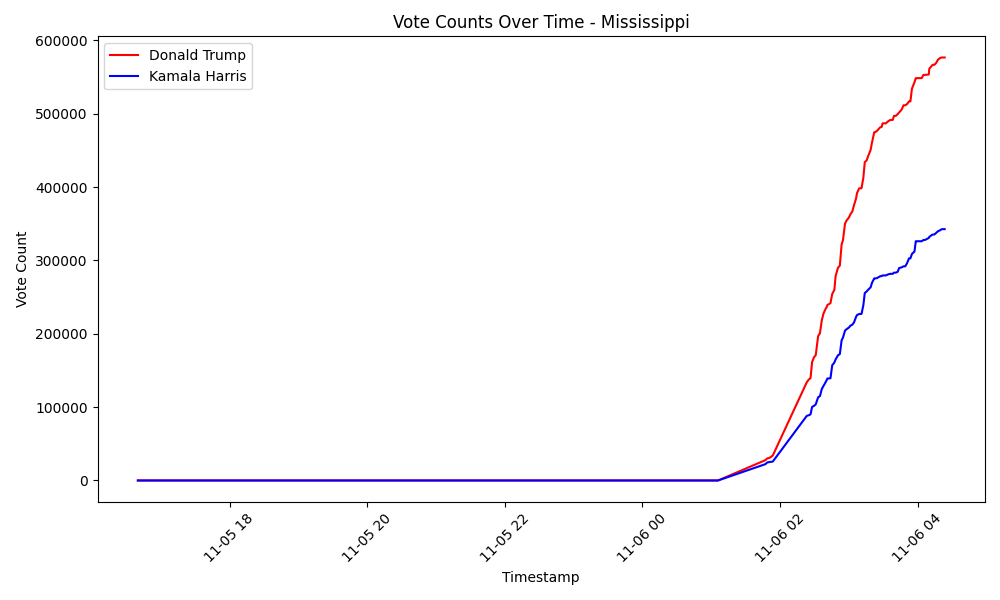 Vote Counts Over Time - Mississippi
Donald Trump
Kamala Harris
600000
500000
400000
300000
200000
100000
0
Vote Count
11-05 18
11-05 20
11-05 22
11-06 00
11-06 02
11-06 04
Timestamp